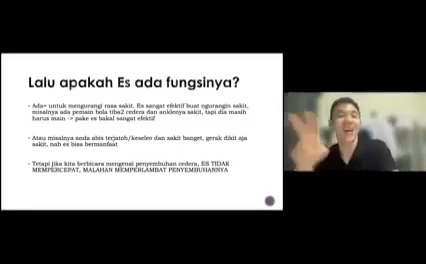 Lalu apakah Es ada fungsinya?
Ada= untuk mengurangi rasa sakit. Es sangat efektif buat ngurangin sakit,
misalnya ada pemain bola tiba2 cedera dan anklenya sakit, tapi dia masih
harus main -> pake es bakal sangat efektif
Atau misalnya anda abis terjatoh/keseleo dan sakit banget, gerak dikit aja
sakit, nah es bisa bermanfaat
Tetapi jika kita berbicara mengenai penyembuhan cedera, ES TIDAK
MEMPERCEPAT, MALAHAN MEMPERLAMBAT PENYEMBUHANNYA